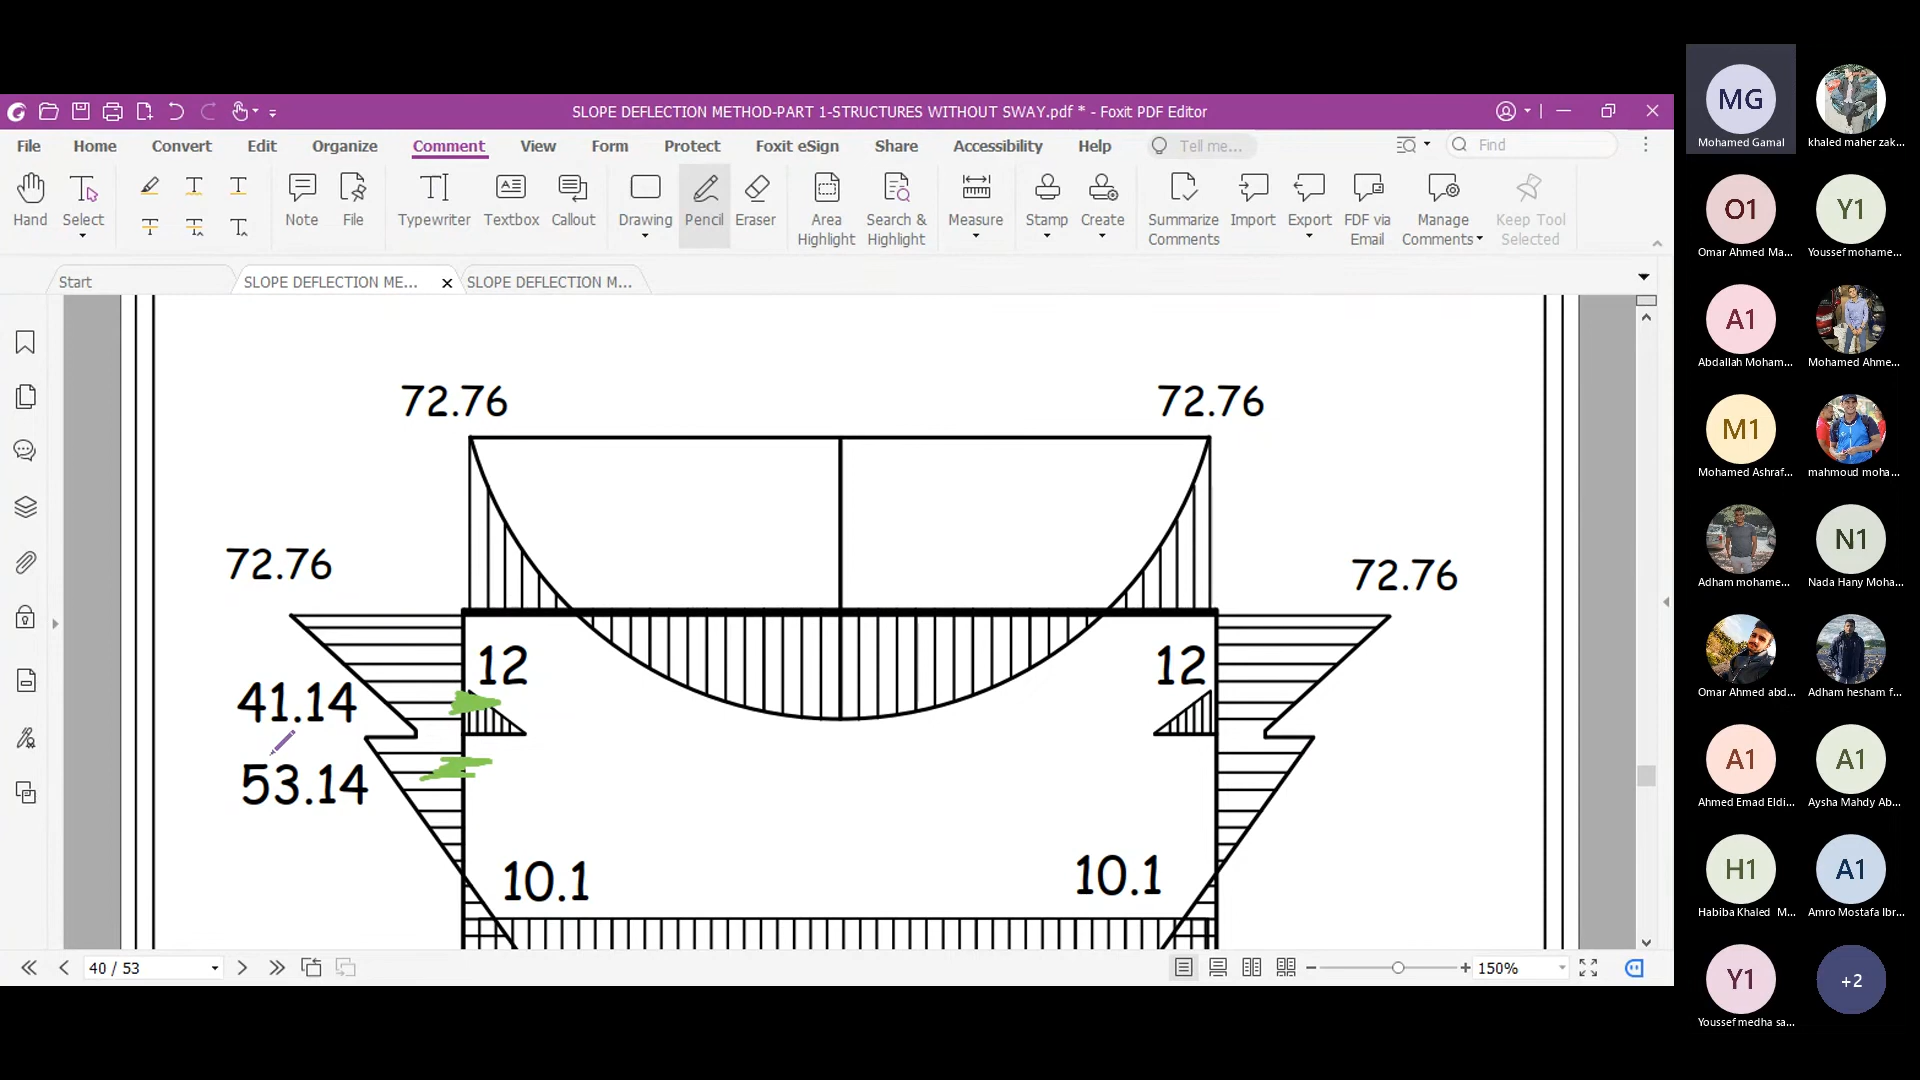 SLOPE DEFLECTION METHOD-PART 1-STRUCTURES WITHOUT SWAY.pdf * - Foxit PDF Editor
File Home Convert Edit Organize Comment View Form Protect Foxit eSign Share Accessibility Help Tell me... Find
Hand Select Note File Typewriter Textbox Callout Drawing Pencil Eraser Area Highlight Search & Highlight Measure Stamp Create Summarize Comments Import Export FDF via Email Manage Comments Keep Tool Selected
Start SLOPE DEFLECTION ME... SLOPE DEFLECTION M...
72.76 72.76
72.76 72.76
12 12
41.14
53.14
10.1 10.1
40 / 53 150%
MG
Mohamed Gamal khaled maher zak...
O1 Y1
Omar Ahmed Ma... Youssef mohame...
A1
Abdallah Moham... Mohamed Ahme...
M1
Mohamed Ashraf... mahmoud moha...
N1
Adham mohame... Nada Hany Moha...
Omar Ahmed abd... Adham hesham f...
A1 A1
Ahmed Emad Eldi... Aysha Mahdy Ab...
H1 A1
Habiba Khaled M... Amro Mostafa Ibr...
Y1 +2
Youssef medha sa...